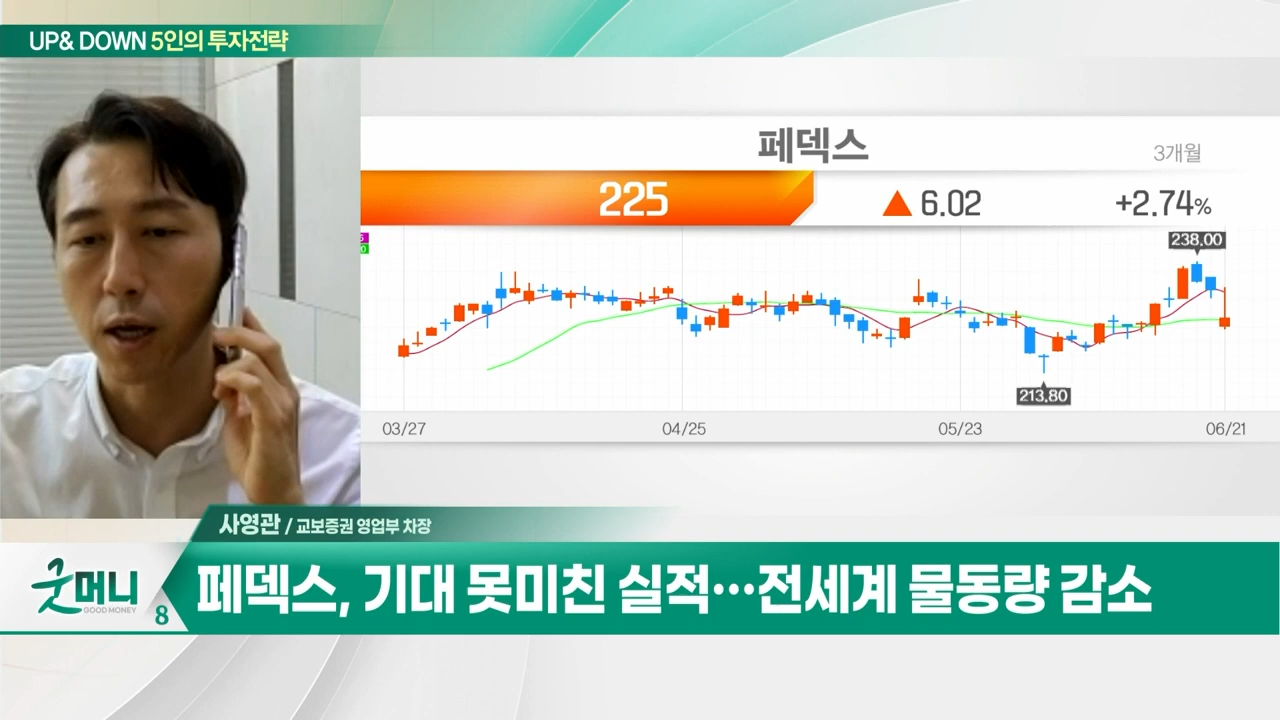 UP& DOWN 5인의 투자전략
페덱스
3개월
225
▲ 6.02
+2.74%
238.00
213.80
03/27
04/25
05/23
06/21
사영관 / 교보증권 영업부 차장
굿머니
GOOD MONEY
8
페덱스, 기대 못미친 실적…전세계 물동량 감소